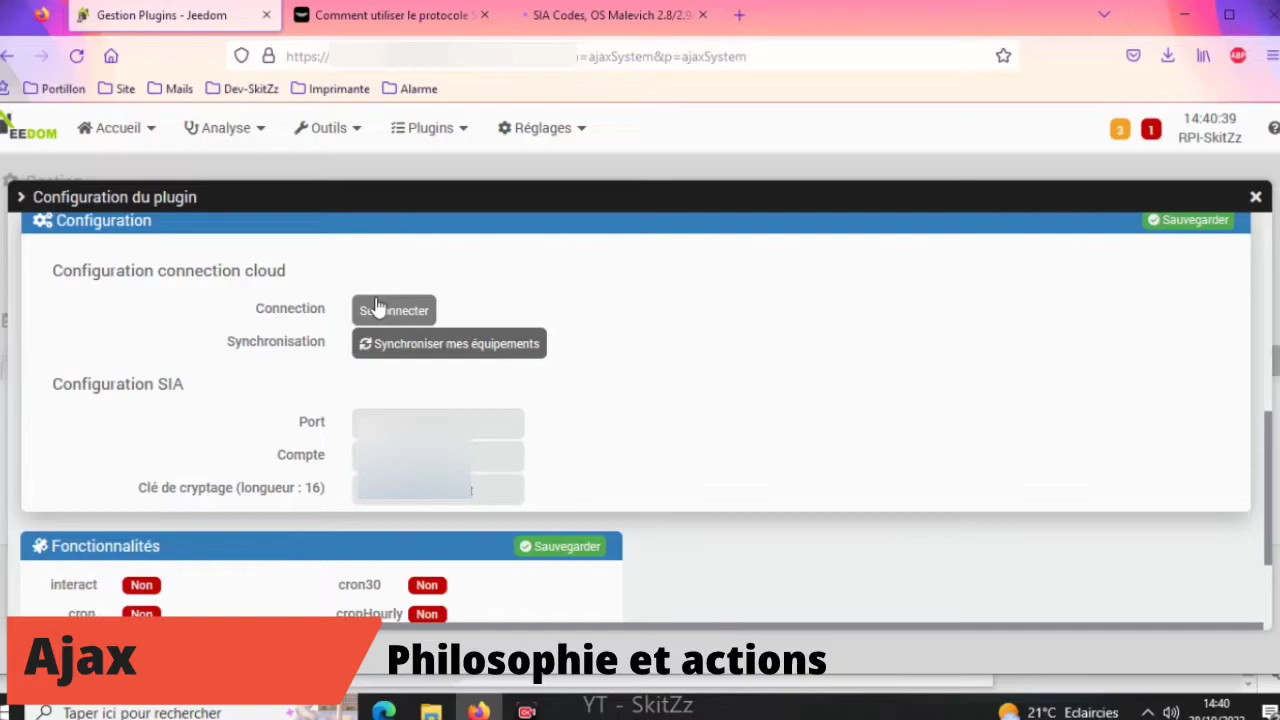 Gestion Plugins - Jeedom
Comment utiliser le protocole S
SIA Codes, OS Malevich 2.8/2.9
https://
=ajaxSystem&p=ajaxSystem
Portillon
Site
Mails
Dev-SkitZz
Imprimante
Alarme
EEDOM
Accueil
Analyse
Outils
Plugins
Réglages
3
1
14:40:39
RPI-SkitZz
Configuration du plugin
Configuration
Sauvegarder
Configuration connection cloud
Connection
Synchronisation
Synchroniser mes équipements
Configuration SIA
Port
Compte
Clé de cryptage (longueur : 16)
Fonctionnalités
Sauvegarder
interact
Non
cron30
Non
cron
Non
cronHourly
Non
Ajax
Philosophie et actions
Taper ici pour rechercher
YT - SkitZz
21°C Eclaircies
14:40